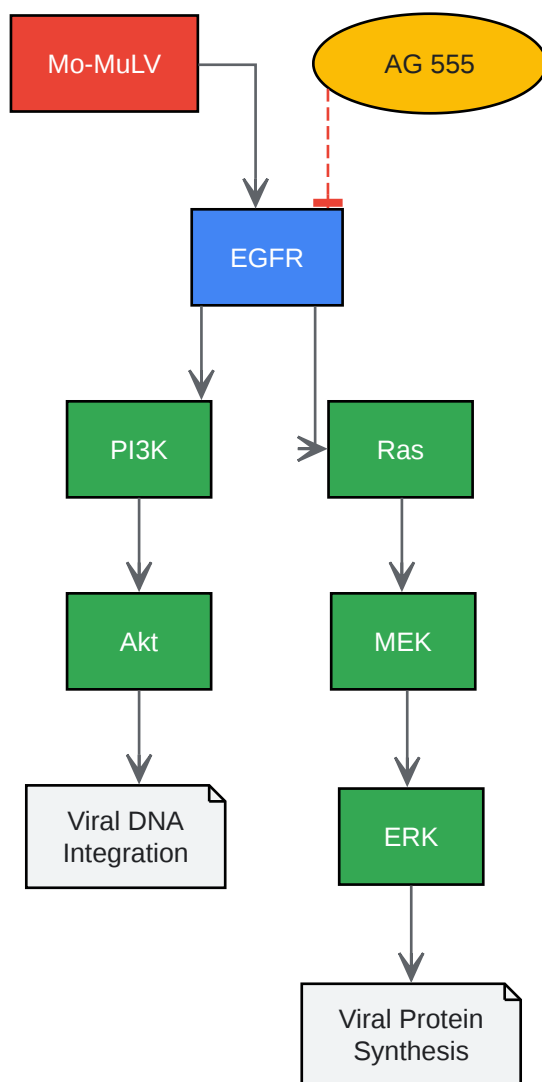 Mo-MuLV
AG 555
EGFR
PI3K
Ras
Akt
MEK
Viral DNA
Integration
ERK
Viral Protein
Synthesis